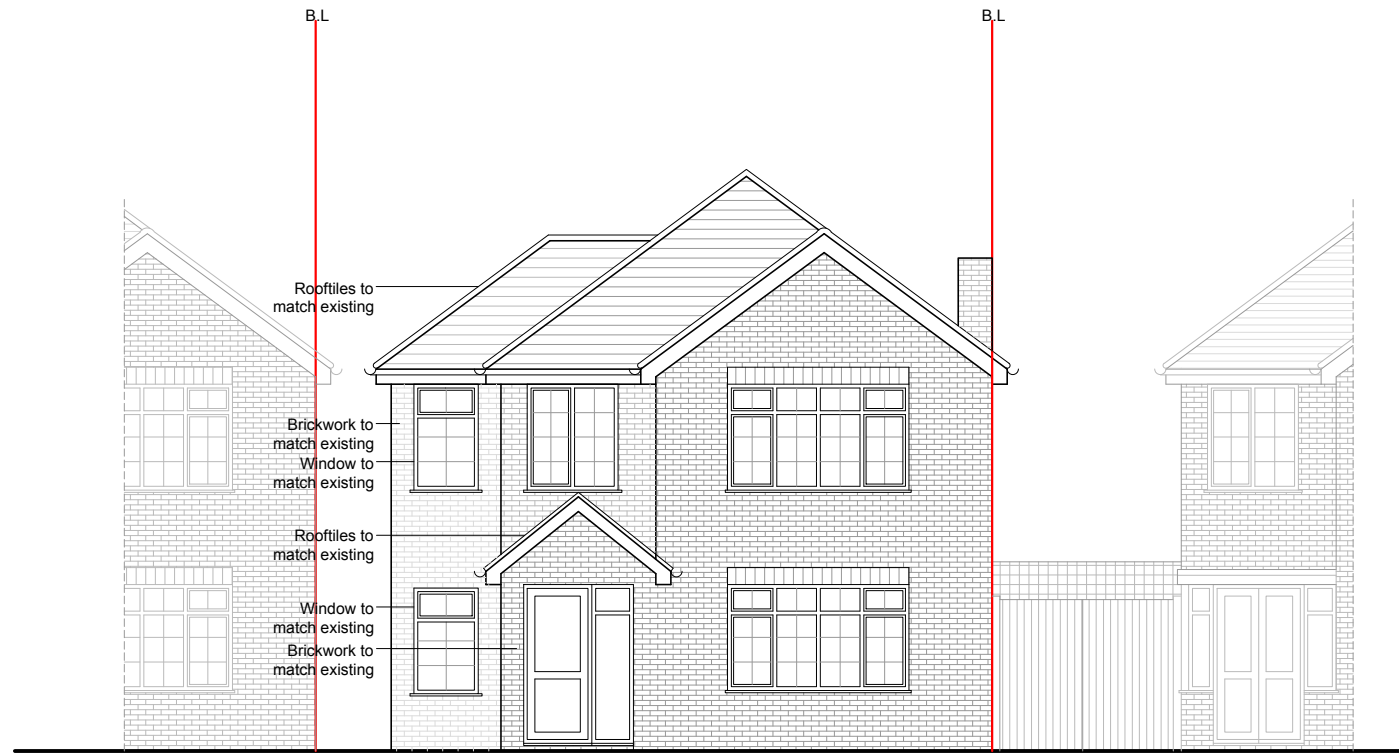 B.L
B.L
Rooftiles to
match existing
Brickwork to
match existing
Window to
match existing
Rooftiles to
match existing
Window to
match existing
Brickwork to
match existing